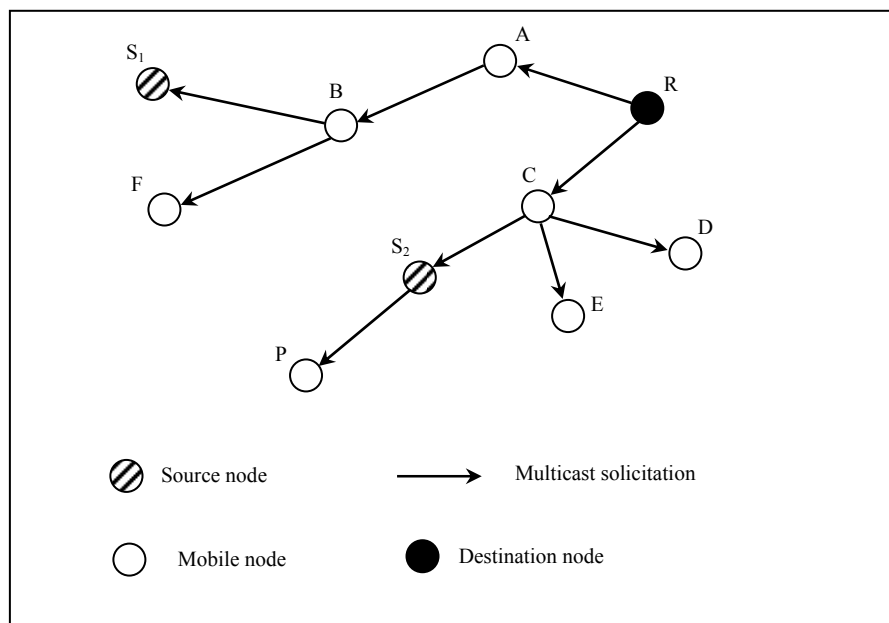 A
S₁
R
B
C
F
D
S₂
E
P
Source node
Multicast solicitation
Mobile node
Destination node